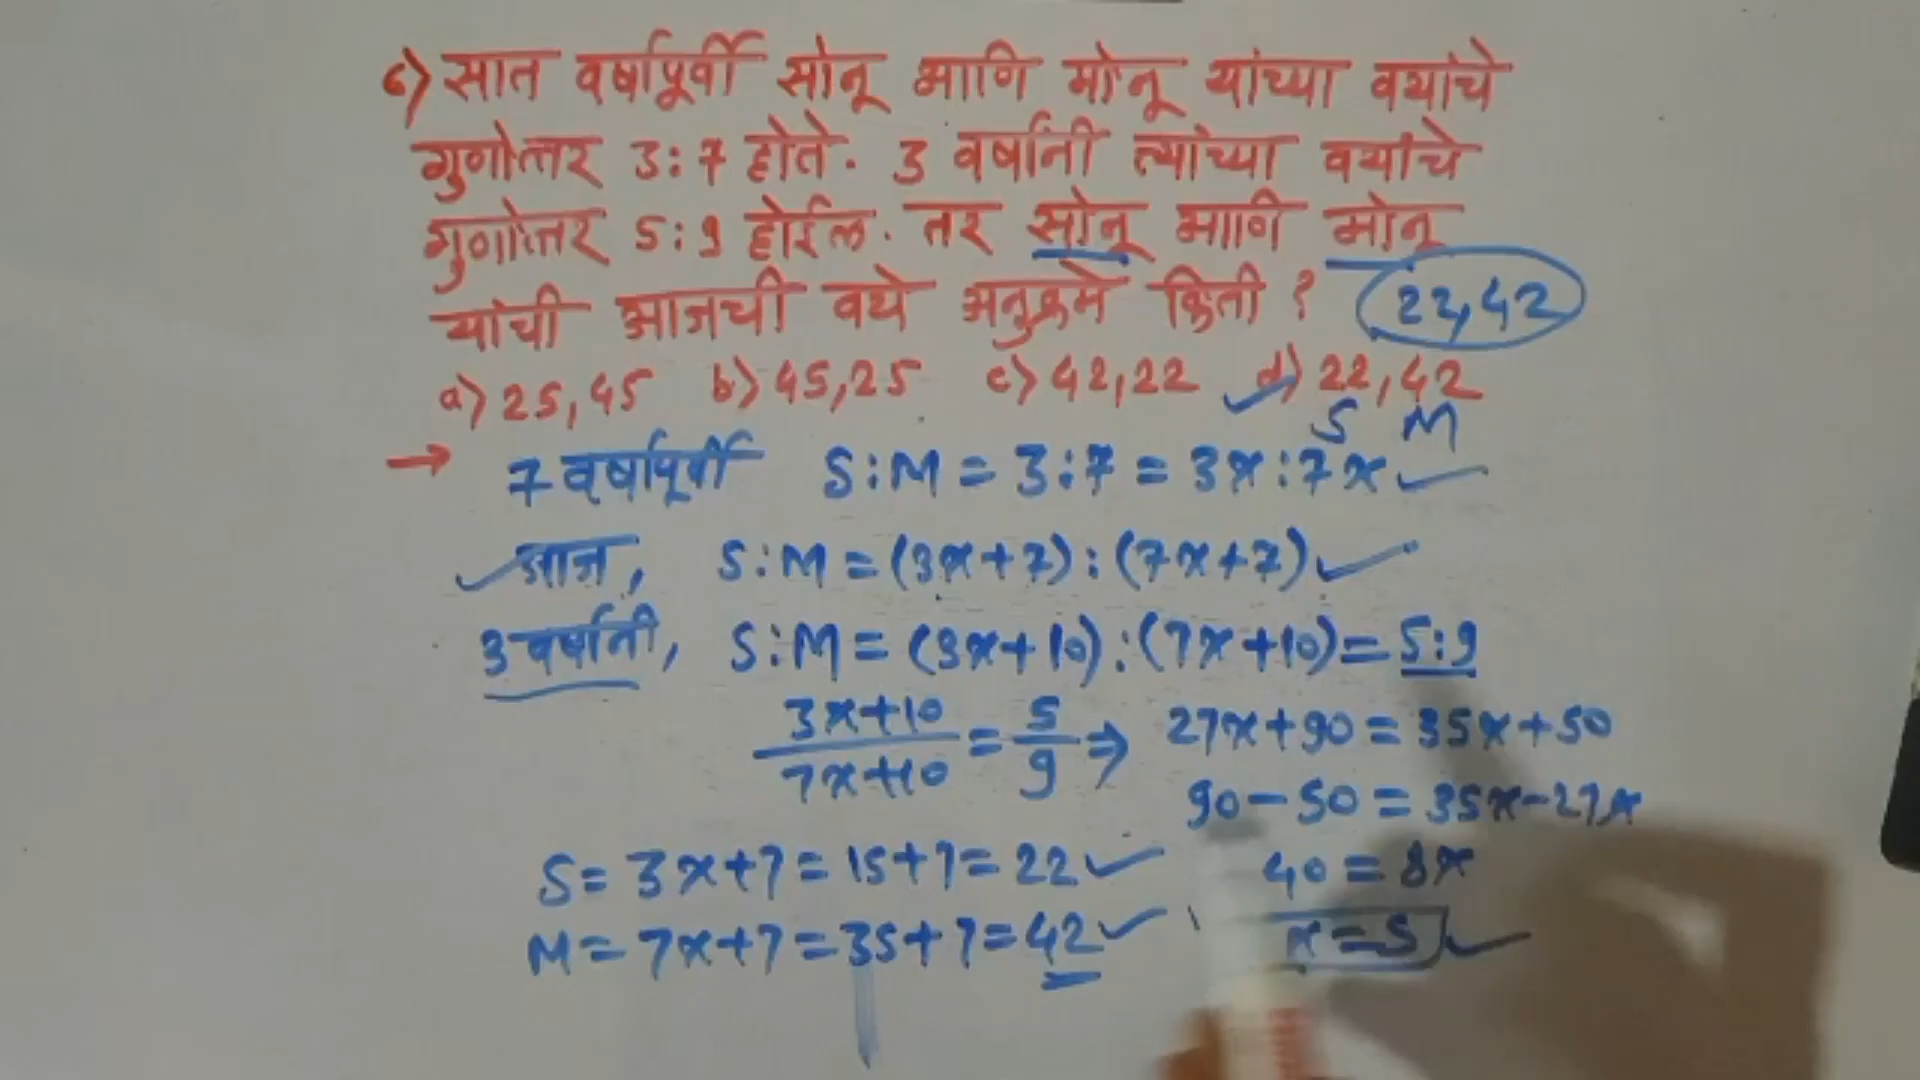 ८) सात वर्षापूर्वी सोनू आणि मोनू यांच्या वयांचे
गुणोत्तर 3:7 होते. 3 वर्षांनी त्यांच्या वयांचे
गुणोत्तर 5:9 होईल. तर सोनू आणि मोनू
यांची आजची वये अनुक्रमे किती ? 22,42
a) 25,45 b) 45,25 c) 42,22 d) 22,42
S M
→ 7 वर्षापूर्वी S:M = 3:7 = 3x:7x
आज, S:M = (3x+7):(7x+7)
3 वर्षांनी, S:M = (3x+10):(7x+10) = 5:9
3x+10/7x+10 = 5/9 ⇒ 27x+90 = 35x+50
90-50 = 35x-27x
S = 3x+7 = 15+7 = 22 40 = 8x
M = 7x+7 = 35+7 = 42 x=5